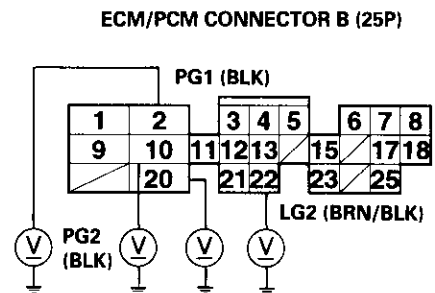 ECM/PCM CONNECTOR B (25P)
PG1 (BLK)
1 2 3 4 5 6 7 8
9 10 11 12 13 15 17 18
20 21 22 23 25
LG2 (BRN/BLK)
PG2
(BLK)
V V V V